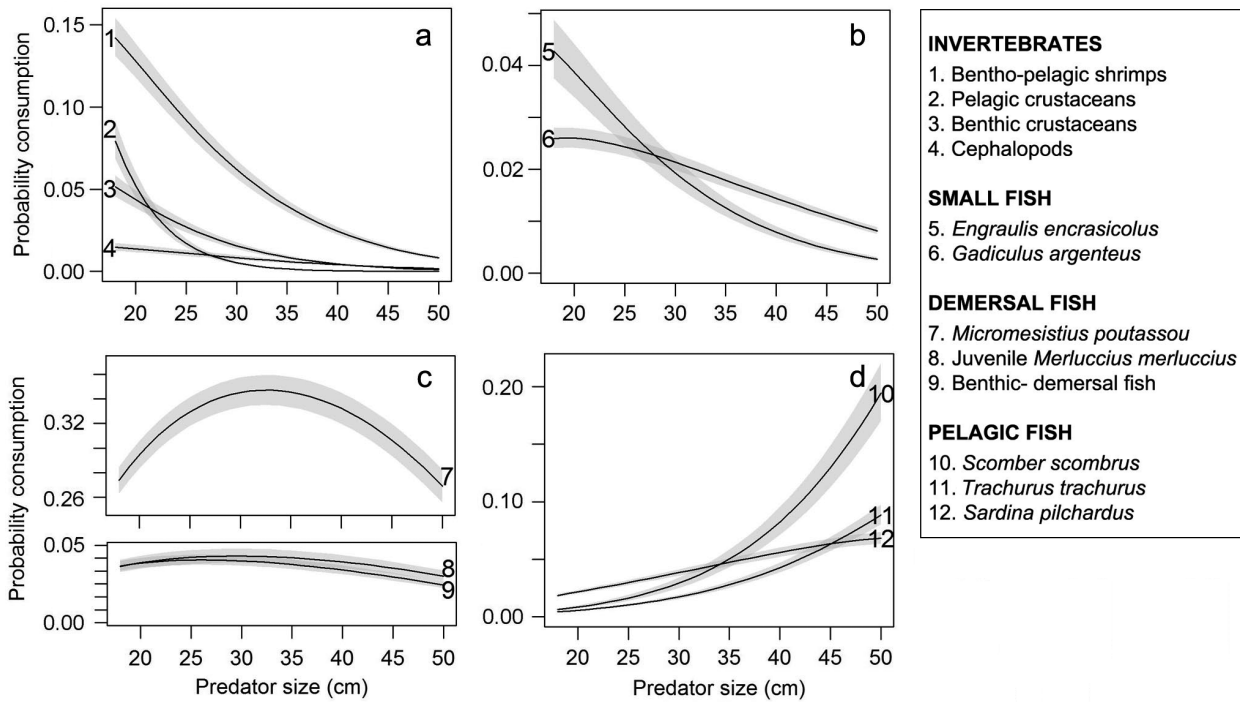 a
0.15
0.10
0.05
0.00
1
2
3
4
20 25 30 35 40 45 50
Probability consumption
b
0.04
0.02
0.00
5
6
20 25 30 35 40 45 50
c
0.32
0.26
7
0.05
0.00
8
9
20 25 30 35 40 45 50
Probability consumption
Probability consumption
Predator size (cm)
d
0.20
0.10
0.00
10
11
12
20 25 30 35 40 45 50
Predator size (cm)
INVERTEBRATES
1. Bentho-pelagic shrimps
2. Pelagic crustaceans
3. Benthic crustaceans
4. Cephalopods
SMALL FISH
5. Engraulis encrasicolus
6. Gadiculus argenteus
DEMERSAL FISH
7. Micromesistius poutassou
8. Juvenile Merluccius merluccius
9. Benthic- demersal fish
PELAGIC FISH
10. Scomber scombrus
11. Trachurus trachurus
12. Sardina pilchardus